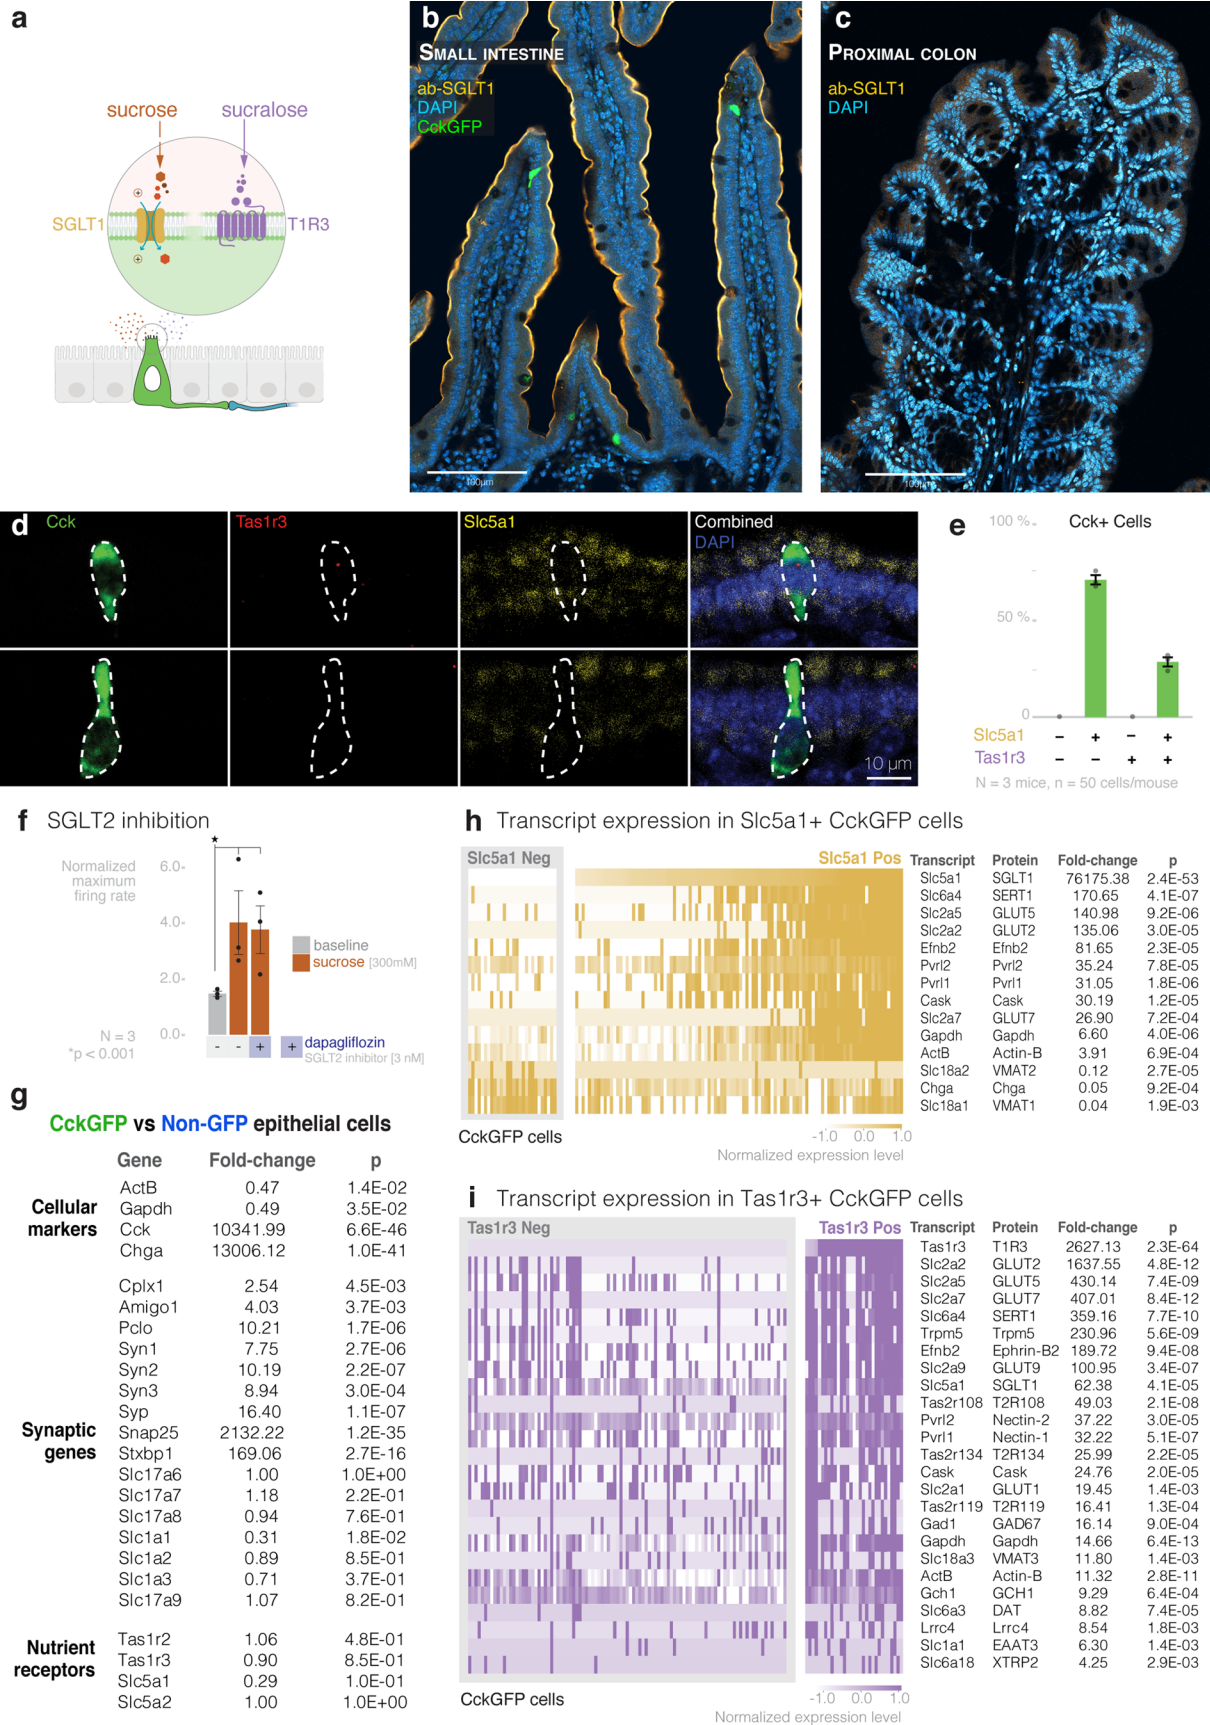 a
sucrose
sucralose
SGLT1
T1R3
b
SMALL INTESTINE
ab-SGLT1
DAPI
CckGFP
100µm
c
PROXIMAL COLON
ab-SGLT1
DAPI
100µm
d
Cck
Tas1r3
Slc5a1
Combined
DAPI
10 µm
e
Cck+ Cells
100 %
50 %
0
Slc5a1 − + − +
Tas1r3 − − + +
N = 3 mice, n = 50 cells/mouse
f SGLT2 inhibition
Normalized
maximum
firing rate
6.0
4.0
2.0
0.0
★
baseline
sucrose [300mM]
N = 3
*p < 0.001
- - + +
dapagliflozin
SGLT2 inhibitor [3 nM]
g
CckGFP vs Non-GFP epithelial cells
Gene Fold-change p
Cellular
markers
ActB 0.47 1.4E-02
Gapdh 0.49 3.5E-02
Cck 10341.99 6.6E-46
Chga 13006.12 1.0E-41
Synaptic
genes
Cplx1 2.54 4.5E-03
Amigo1 4.03 3.7E-03
Pclo 10.21 1.7E-06
Syn1 7.75 2.7E-06
Syn2 10.19 2.2E-07
Syn3 8.94 3.0E-04
Syp 16.40 1.1E-07
Snap25 2132.22 1.2E-35
Stxbp1 169.06 2.7E-16
Slc17a6 1.00 1.0E+00
Slc17a7 1.18 2.2E-01
Slc17a8 0.94 7.6E-01
Slc1a1 0.31 1.8E-02
Slc1a2 0.89 8.5E-01
Slc1a3 0.71 3.7E-01
Slc17a9 1.07 8.2E-01
Nutrient
receptors
Tas1r2 1.06 4.8E-01
Tas1r3 0.90 8.5E-01
Slc5a1 0.29 1.0E-01
Slc5a2 1.00 1.0E+00
h Transcript expression in Slc5a1+ CckGFP cells
Slc5a1 Neg
Slc5a1 Pos
Transcript Protein Fold-change p
Slc5a1 SGLT1 76175.38 2.4E-53
Slc6a4 SERT1 170.65 4.1E-07
Slc2a5 GLUT5 140.98 9.2E-06
Slc2a2 GLUT2 135.06 3.0E-05
Efnb2 Efnb2 81.65 2.3E-05
Pvrl2 Pvrl2 35.24 7.8E-05
Pvrl1 Pvrl1 31.05 1.8E-06
Cask Cask 30.19 1.2E-05
Slc2a7 GLUT7 26.90 7.2E-04
Gapdh Gapdh 6.60 4.0E-06
ActB Actin-B 3.91 6.9E-04
Slc18a2 VMAT2 0.12 2.7E-05
Chga Chga 0.05 9.2E-04
Slc18a1 VMAT1 0.04 1.9E-03
CckGFP cells
-1.0 0.0 1.0
Normalized expression level
i Transcript expression in Tas1r3+ CckGFP cells
Tas1r3 Neg
Tas1r3 Pos
Transcript Protein Fold-change p
Tas1r3 T1R3 2627.13 2.3E-64
Slc2a2 GLUT2 1637.55 4.8E-12
Slc2a5 GLUT5 430.14 7.4E-09
Slc2a7 GLUT7 407.01 8.4E-12
Slc6a4 SERT1 359.16 7.7E-10
Trpm5 Trpm5 230.96 5.6E-09
Efnb2 Ephrin-B2 189.72 9.4E-08
Slc2a9 GLUT9 100.95 3.4E-07
Slc5a1 SGLT1 62.38 4.1E-05
Tas2r108 T2R108 49.03 2.1E-08
Pvrl2 Nectin-2 37.22 3.0E-05
Pvrl1 Nectin-1 32.22 5.1E-07
Tas2r134 T2R134 25.99 2.2E-05
Cask Cask 24.76 2.0E-05
Slc2a1 GLUT1 19.45 1.4E-03
Tas2r119 T2R119 16.41 1.3E-04
Gad1 GAD67 16.14 9.0E-04
Gapdh Gapdh 14.66 6.4E-13
Slc18a3 VMAT3 11.80 1.4E-03
ActB Actin-B 11.32 2.8E-11
Gch1 GCH1 9.29 6.4E-04
Slc6a3 DAT 8.82 7.4E-05
Lrrc4 Lrrc4 8.54 1.8E-03
Slc1a1 EAAT3 6.30 1.4E-03
Slc6a18 XTRP2 4.25 2.9E-03
CckGFP cells
-1.0 0.0 1.0
Normalized expression level